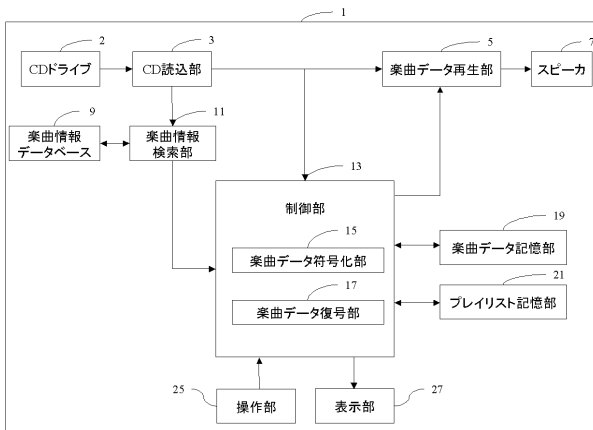 1
2
3
5
7
CDドライブ
CD読込部
楽曲データ再生部
スピーカ
9
11
楽曲情報
データベース
楽曲情報
検索部
13
制御部
15
楽曲データ符号化部
17
楽曲データ復号部
19
楽曲データ記憶部
21
プレイリスト記憶部
25
操作部
27
表示部